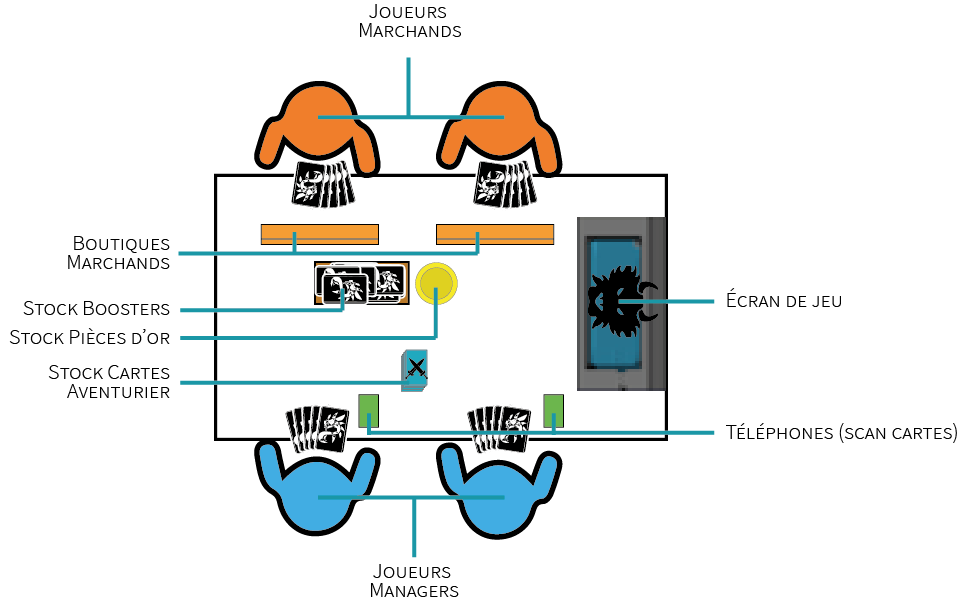 Joueurs
Marchands
Boutiques
Marchands
Stock Boosters
Stock Pièces d'or
Stock Cartes
Aventurier
Écran de jeu
Téléphones (scan cartes)
Joueurs
Managers